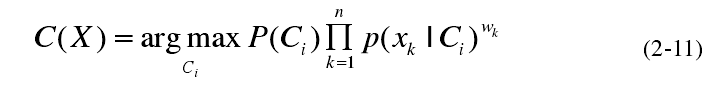 C(X) = arg max_{C_i} P(C_i) ∏_{k=1}^{n} p(x_k | C_i)^{w_k} (2-11)